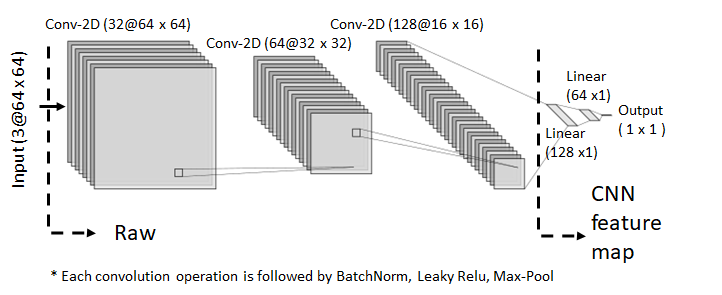 Conv-2D (32@64 x 64)
Conv-2D (64@32 x 32)
Conv-2D (128@16 x 16)
Input (3@64 x 64)
Linear
(64 x1)
Output
( 1 x 1 )
Linear
(128 x1)
Raw
CNN
feature
map
* Each convolution operation is followed by BatchNorm, Leaky Relu, Max-Pool